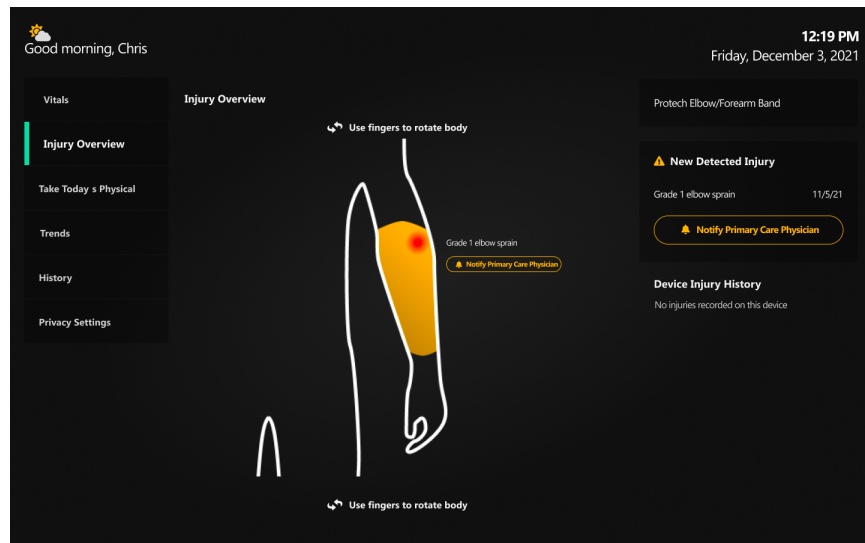 Good morning, Chris
12:19 PM
Friday, December 3, 2021
Vitals
Injury Overview
Take Today s Physical
Trends
History
Privacy Settings
Injury Overview
Use fingers to rotate body
Grade 1 elbow sprain
Notify Primary Care Physician
Use fingers to rotate body
Protech Elbow/Forearm Band
New Detected Injury
Grade 1 elbow sprain 11/5/21
Notify Primary Care Physician
Device Injury History
No injuries recorded on this device